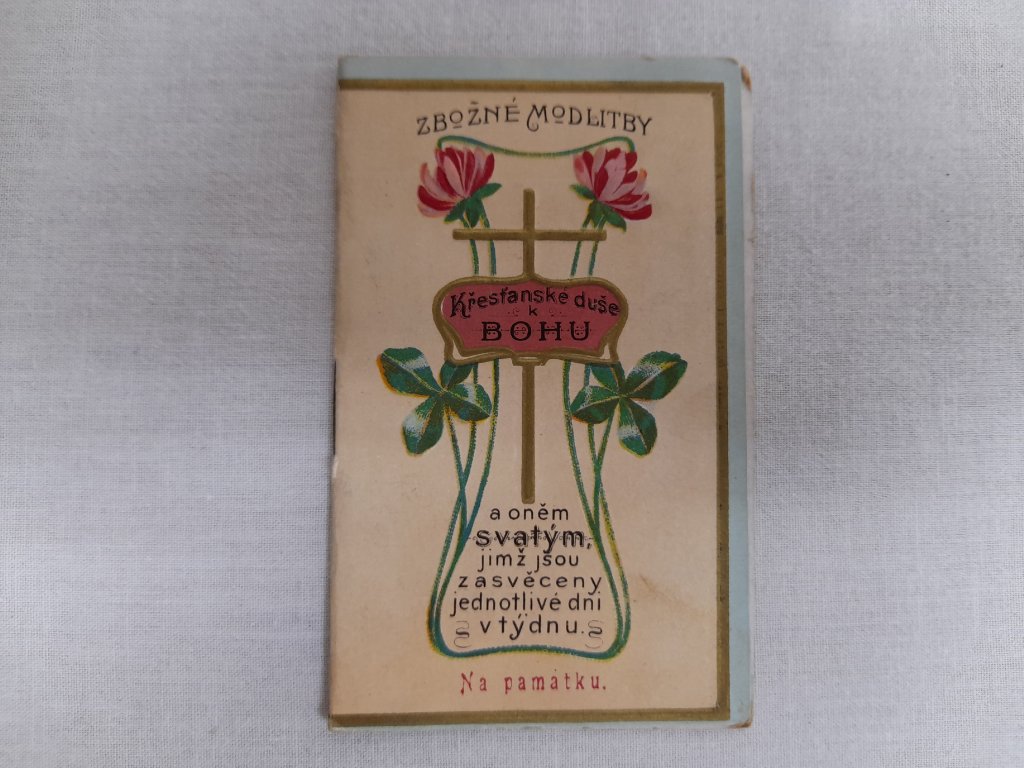 ZBOŽNÉ MODLITBY
Křesťanské duše
k
BOHU
a oněm
svatým,
jimž jsou
zasvěceny
jednotlivé dni
v týdnu.
Na památku.